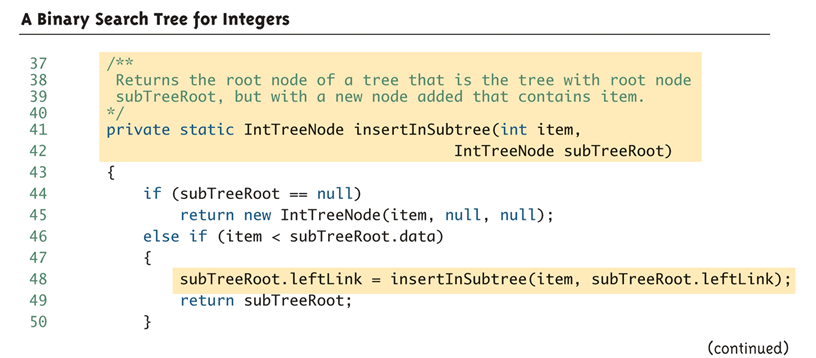 A Binary Search Tree for Integers
37 /**
38 Returns the root node of a tree that is the tree with root node
39 subTreeRoot, but with a new node added that contains item.
40 */
41 private static IntTreeNode insertInSubtree(int item,
42 IntTreeNode subTreeRoot)
43 {
44 if (subTreeRoot == null)
45 return new IntTreeNode(item, null, null);
46 else if (item < subTreeRoot.data)
47 {
48 subTreeRoot.leftLink = insertInSubtree(item, subTreeRoot.leftLink);
49 return subTreeRoot;
50 }
(continued)